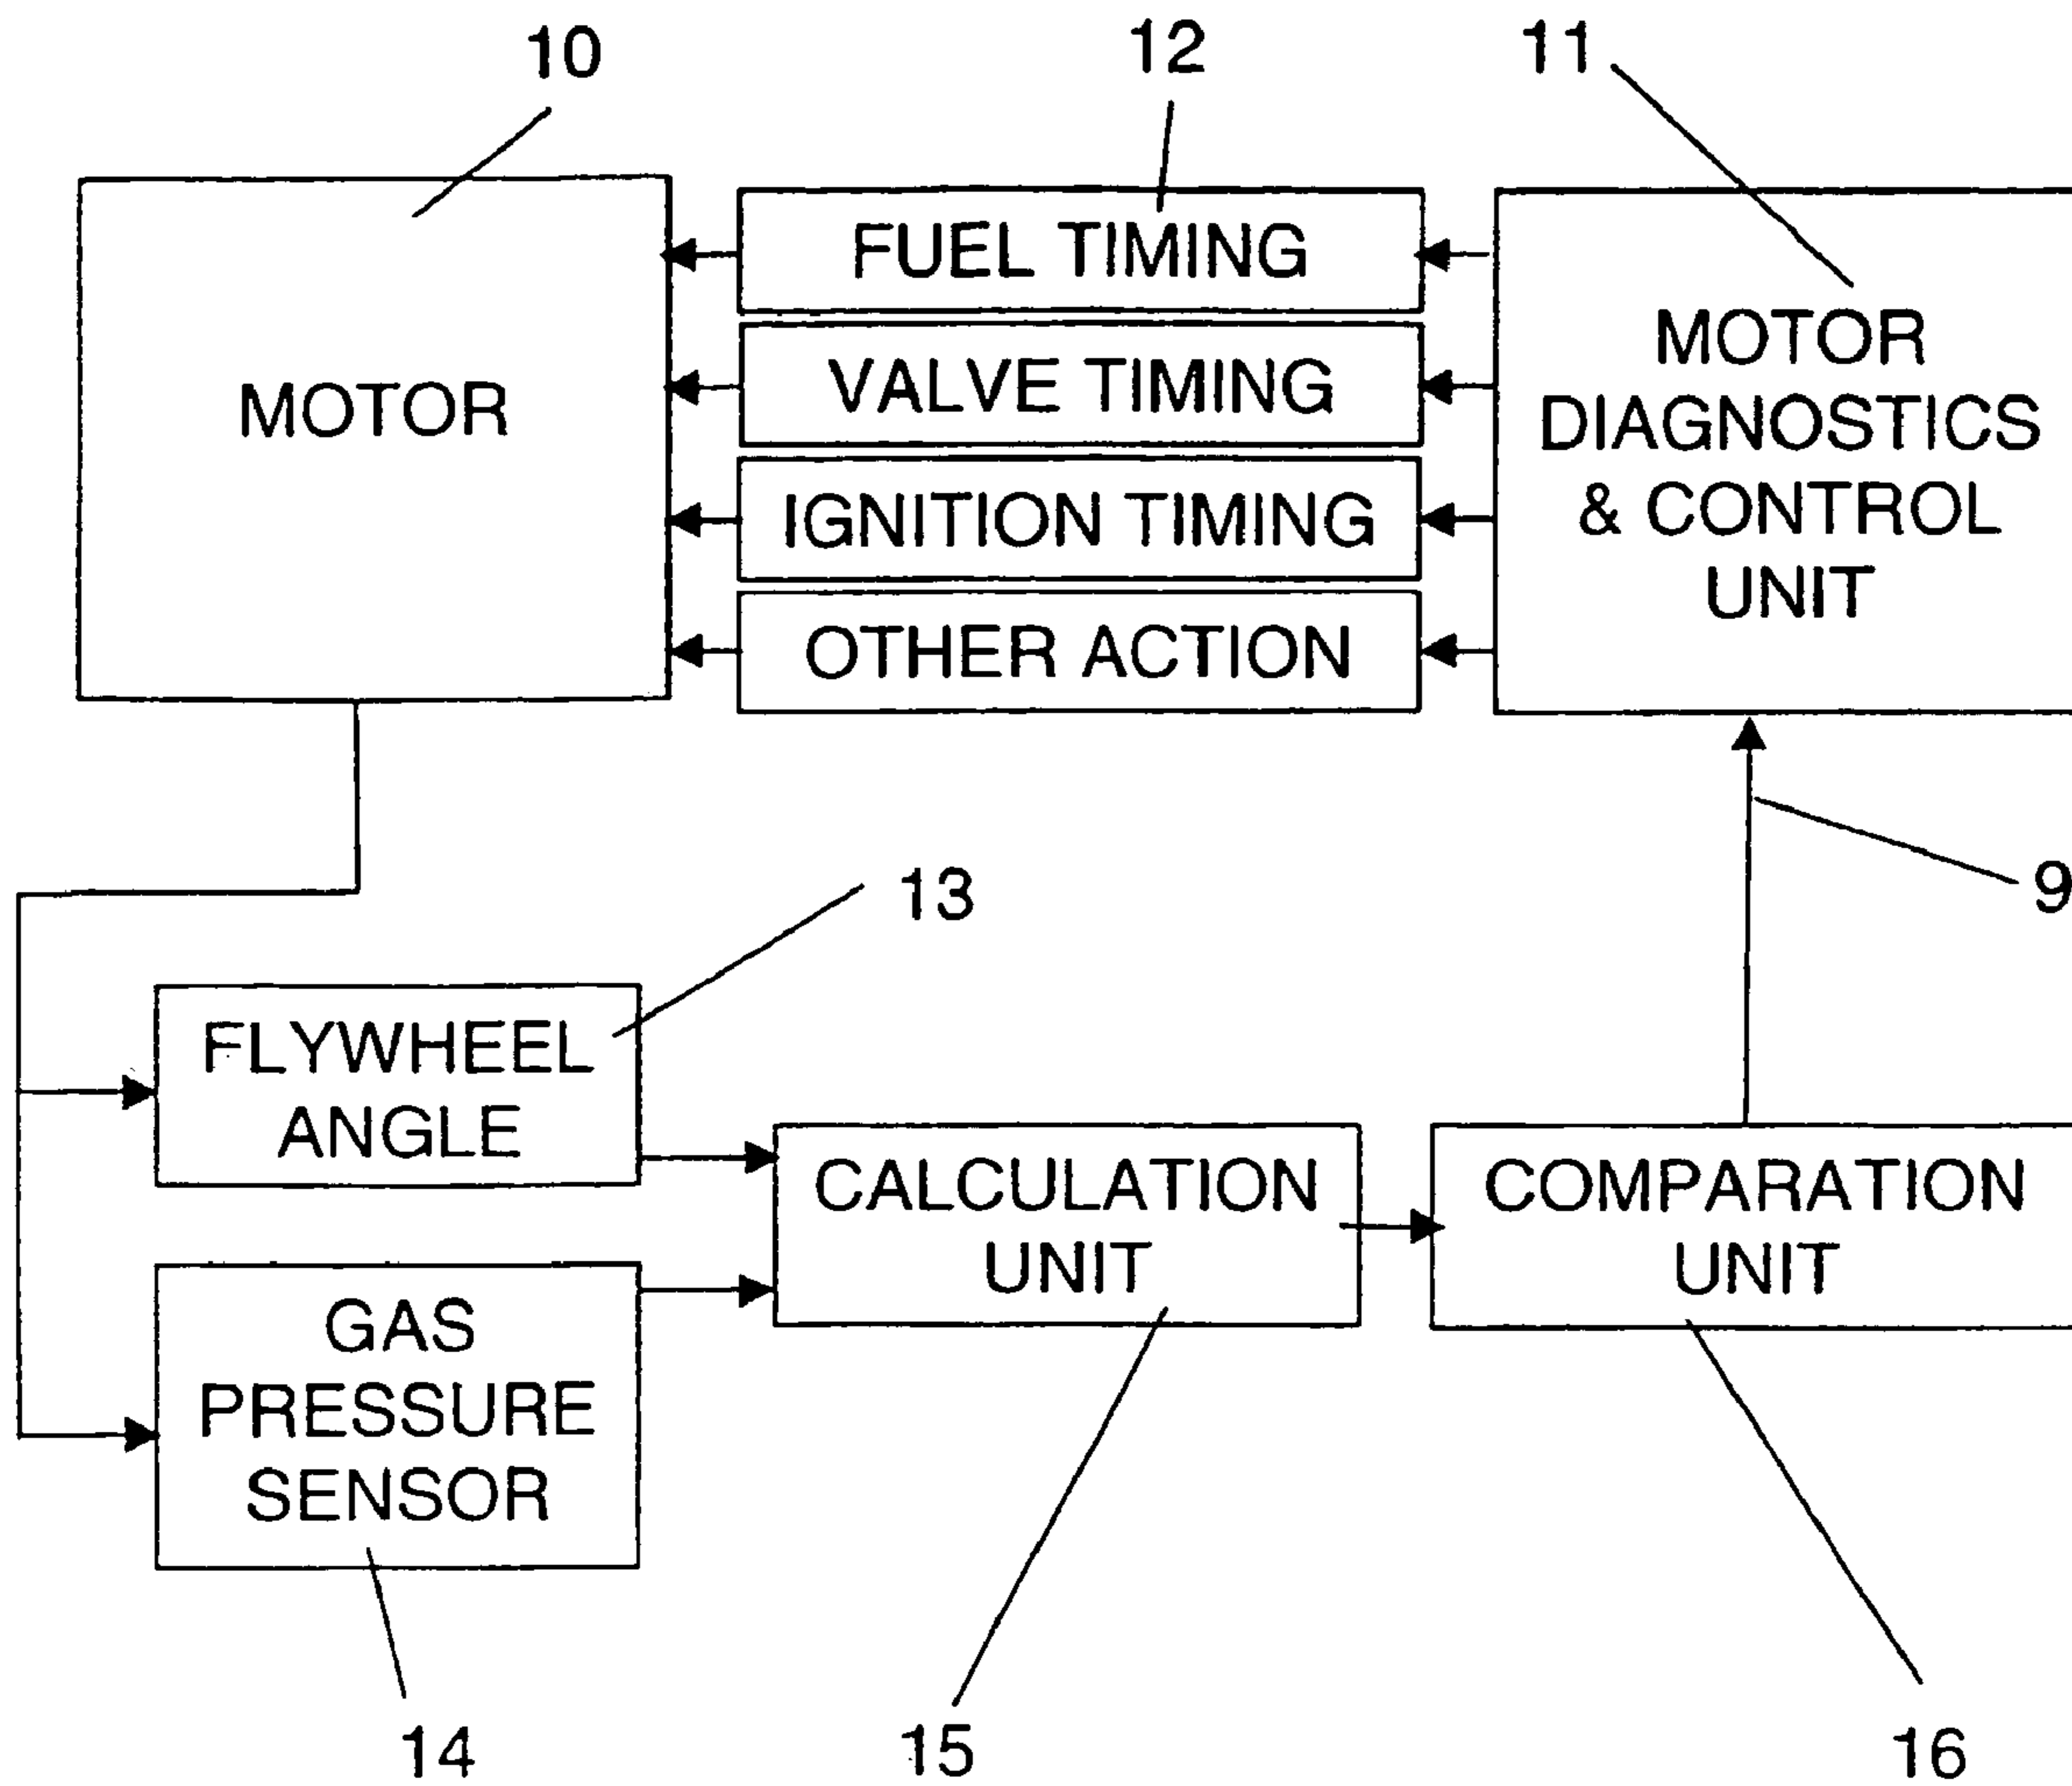 10
12
11
FUEL TIMING
MOTOR
VALVE TIMING
IGNITION TIMING
OTHER ACTION
MOTOR
DIAGNOSTICS
& CONTROL
UNIT
13
9
FLYWHEEL
ANGLE
CALCULATION
UNIT
COMPARATION
UNIT
GAS
PRESSURE
SENSOR
14
15
16